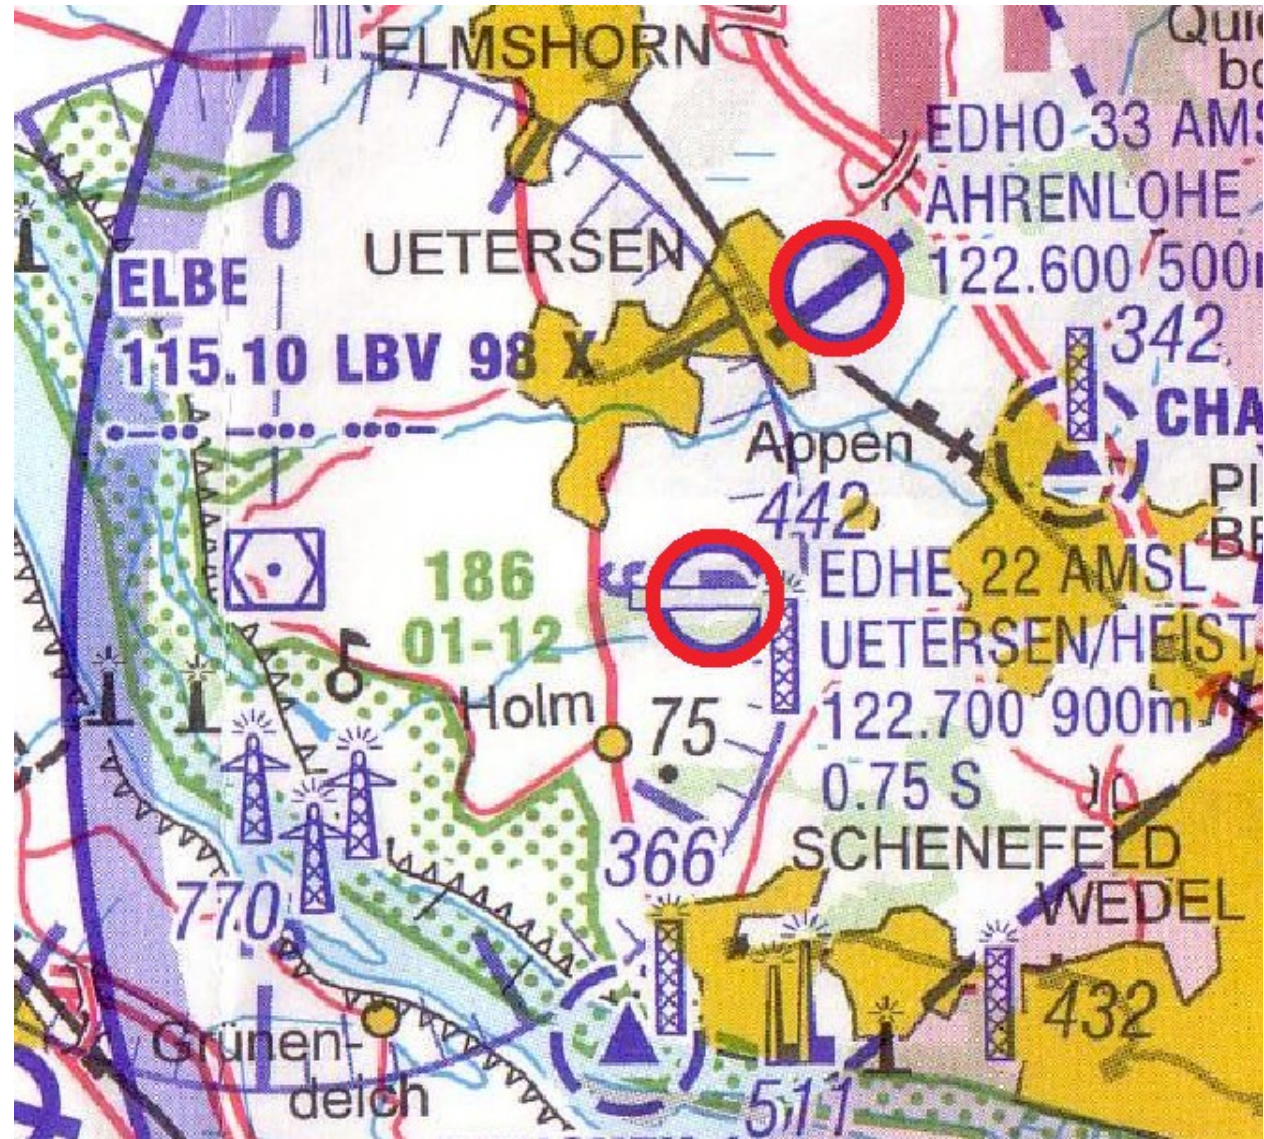 ELMSHORN
EDHO 33 AMS
AHRENLOHE
122.600 500
UETERSEN
0
ELBE
115.10 LBV 98 X
342
CHA
Appen
442
186
01-12
EDHE 22 AMSL
UETERSEN/HEIST
122.700 900m
0.75 S
Holm
75
366
SCHENEFELD
WEDEL
770
432
Grünen-
deich
511